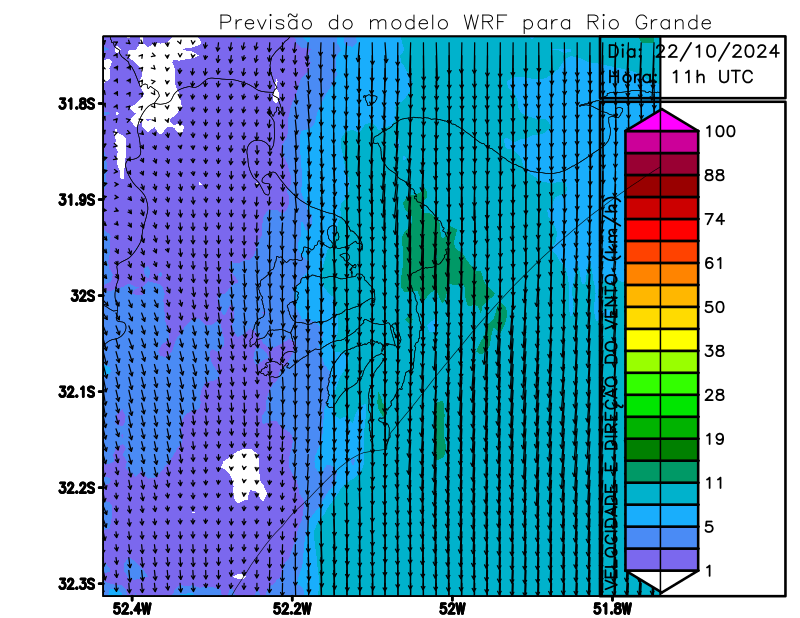 Previsão do modelo WRF para Rio Grande
Dia: 22/10/2024
Hora: 11h UTC
31.8S
31.9S
32S
32.1S
32.2S
32.3S
52.4W
52.2W
52W
51.8W
VELOCIDADE E DIREÇÃO DO VENTO (km/h)
100
88
74
61
50
38
28
19
11
5
1